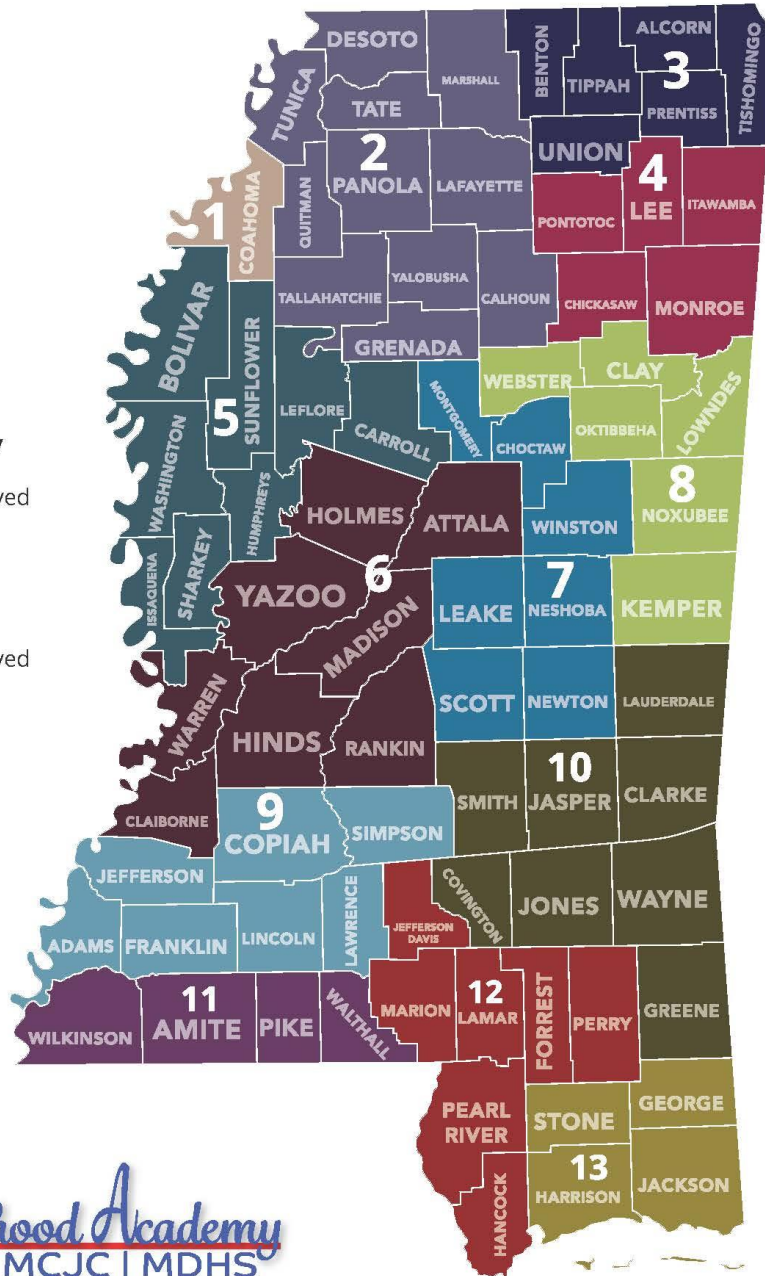 DESOTO
MARSHALL
BENTON
TIPPAH
ALCORN
3
PRENTISS
TISHOMINGO
TUNICA
TATE
2
PANOLA
LAFAYETTE
UNION
4
LEE
ITAWAMBA
PONTOTOC
1
COAHOMA
QUITMAN
TALLAHATCHIE
YALOBUSHA
CALHOUN
CHICKASAW
MONROE
BOLIVAR
5
SUNFLOWER
LEFLORE
GRENADA
CARROLL
MONTGOMERY
WEBSTER
CLAY
CHOCTAW
OKTIBBEHA
LOWNDES
WASHINGTON
HUMPHREYS
HOLMES
ATTALA
WINSTON
8
NOXUBEE
yed
ISSAQUENA
SHARKEY
YAZOO
6
MADISON
LEAKE
7
NESHOBA
KEMPER
yed
WARREN
HINDS
RANKIN
SCOTT
NEWTON
LAUDERDALE
CLAIBORNE
9
COPIAH
SIMPSON
SMITH
10
JASPER
CLARKE
JEFFERSON
ADAMS
FRANKLIN
LINCOLN
LAWRENCE
JEFFERSON
DAVIS
COVINGTON
JONES
WAYNE
WILKINSON
11
AMITE
PIKE
WALTHALL
MARION
12
LAMAR
FORREST
PERRY
GREENE
PEARL
RIVER
STONE
GEORGE
HANCOCK
13
HARRISON
JACKSON
hood Academy
MCJC | MDHS